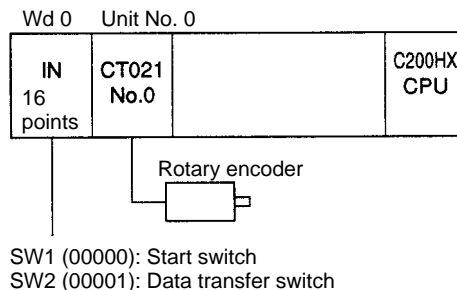 Wd 0 Unit No. 0
IN
16
points
CT021
No.0
C200HX
CPU
Rotary encoder
SW1 (00000): Start switch
SW2 (00001): Data transfer switch